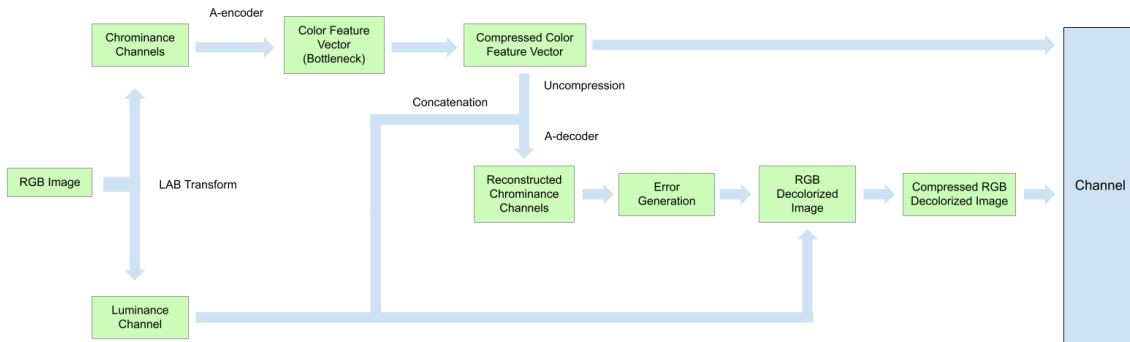 A-encoder
Chrominance
Channels
Color Feature
Vector
(Bottleneck)
Compressed Color
Feature Vector
Uncompression
Concatenation
A-decoder
RGB Image
LAB Transform
Reconstructed
Chrominance
Channels
Error
Generation
RGB
Decolorized
Image
Compressed RGB
Decolorized Image
Channel
Luminance
Channel